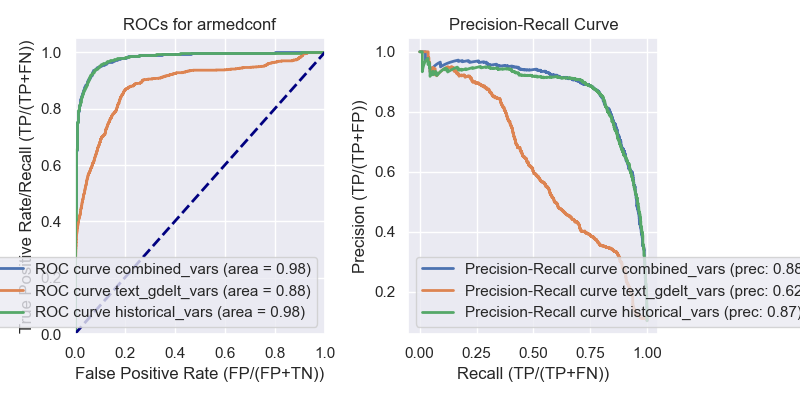 ROCs for armedconf
True Positive Rate/Recall (TP/(TP+FN))
1.0
0.8
0.6
0.4
0.2
0.0
ROC curve combined_vars (area = 0.98)
ROC curve text_gdelt_vars (area = 0.88)
ROC curve historical_vars (area = 0.98)
0.0 0.2 0.4 0.6 0.8 1.0
False Positive Rate (FP/(FP+TN))
Precision-Recall Curve
Precision (TP/(TP+FP))
1.0
0.8
0.6
0.4
0.2
Precision-Recall curve combined_vars (prec: 0.88
Precision-Recall curve text_gdelt_vars (prec: 0.62
Precision-Recall curve historical_vars (prec: 0.87)
0.00 0.25 0.50 0.75 1.00
Recall (TP/(TP+FN))